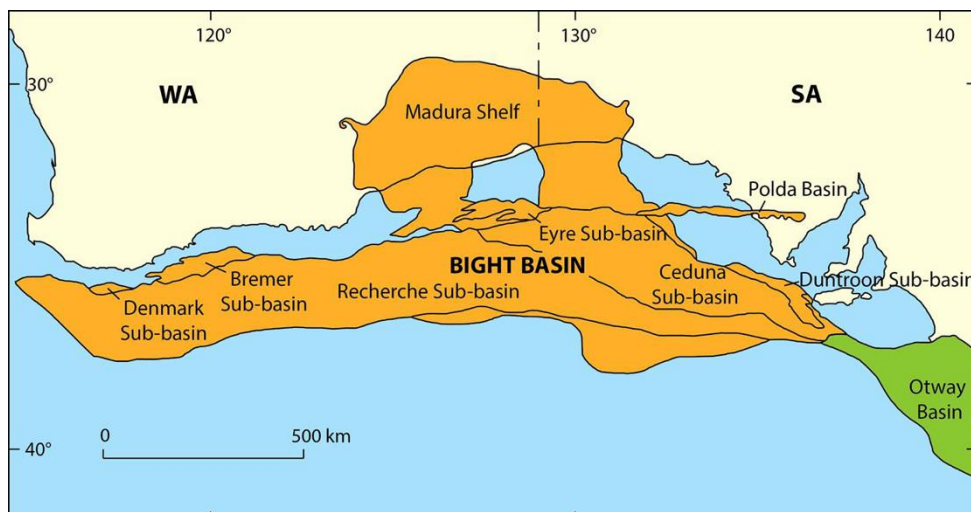 120°
130°
140
30°
WA
SA
Madura Shelf
Polda Basin
Eyre Sub-basin
BIGHT BASIN
Ceduna
Sub-basin
Duntroon Sub-basin
Bremer
Sub-basin
Recherche Sub-basin
Denmark
Sub-basin
Otway
Basin
0
500 km
40°